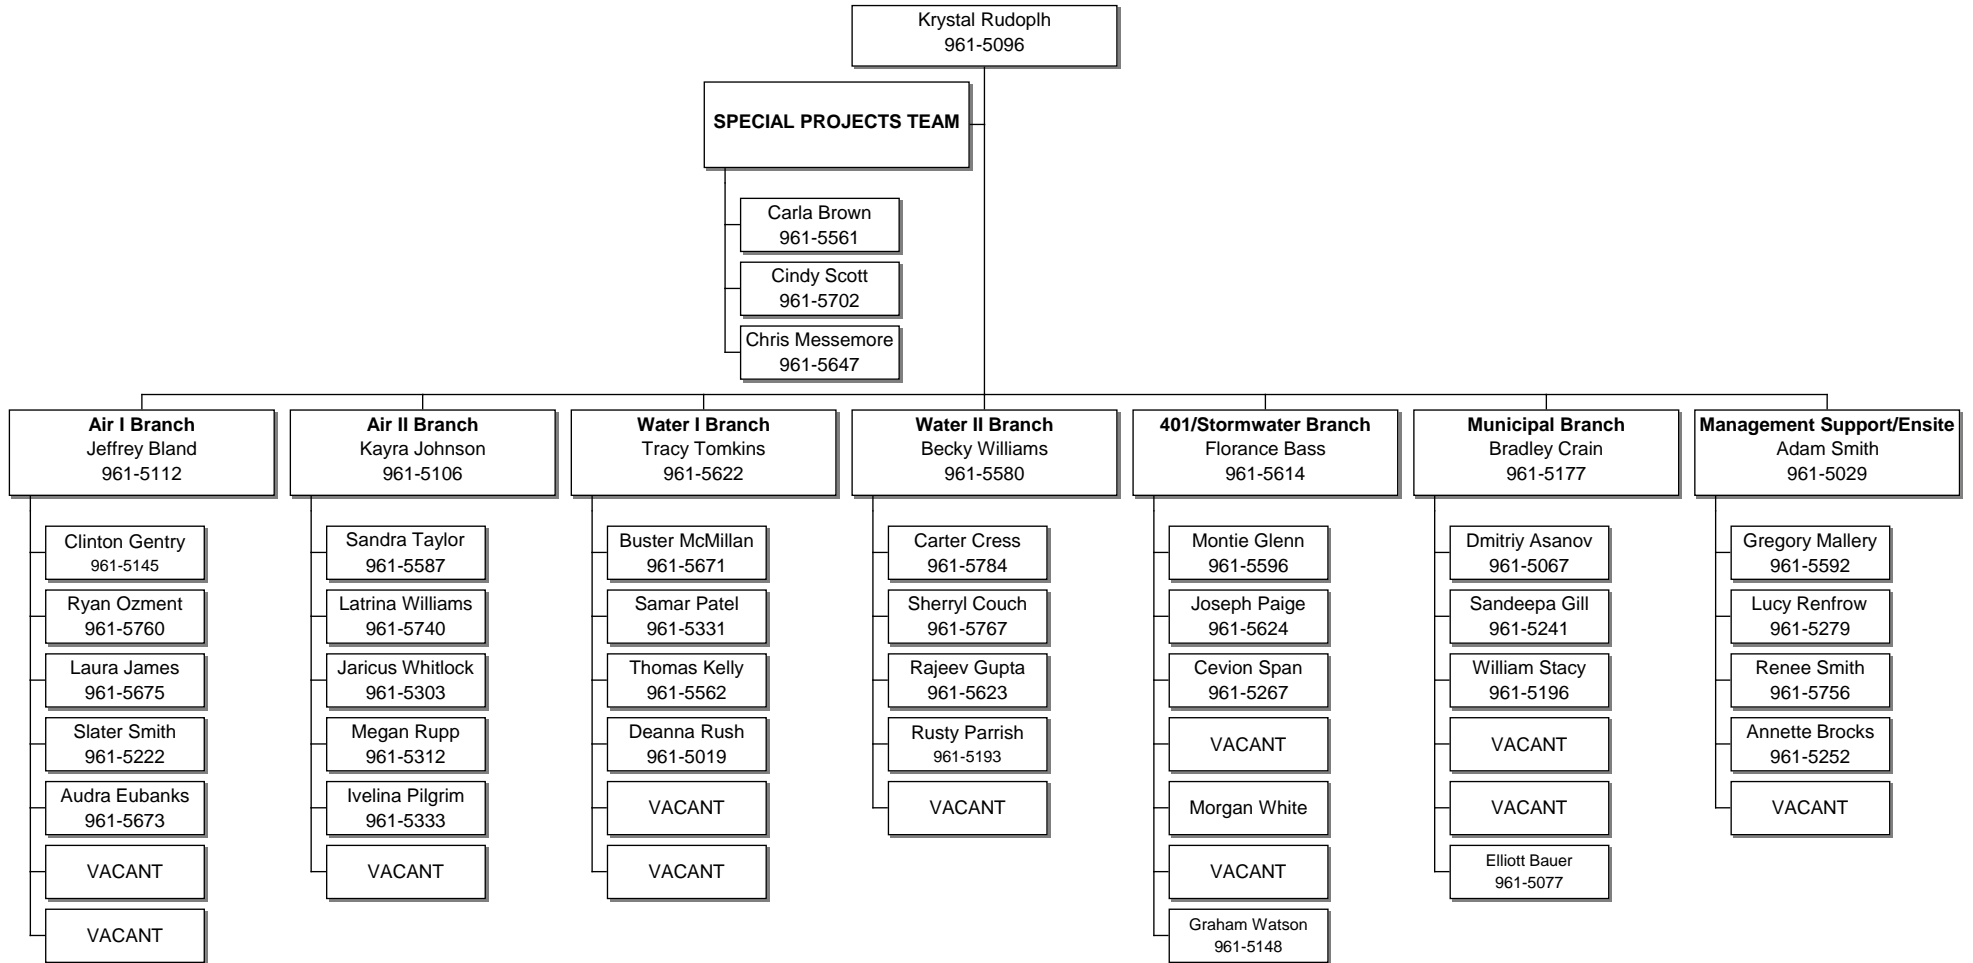 Krystal Rudoplh
961-5096
SPECIAL PROJECTS TEAM
Carla Brown
961-5561
Cindy Scott
961-5702
Chris Messemore
961-5647
Air I Branch
Jeffrey Bland
961-5112
Clinton Gentry
961-5145
Ryan Ozment
961-5760
Laura James
961-5675
Slater Smith
961-5222
Audra Eubanks
961-5673
VACANT
VACANT
Air II Branch
Kayra Johnson
961-5106
Sandra Taylor
961-5587
Latrina Williams
961-5740
Jaricus Whitlock
961-5303
Megan Rupp
961-5312
Ivelina Pilgrim
961-5333
VACANT
Water I Branch
Tracy Tomkins
961-5622
Buster McMillan
961-5671
Samar Patel
961-5331
Thomas Kelly
961-5562
Deanna Rush
961-5019
VACANT
VACANT
Water II Branch
Becky Williams
961-5580
Carter Cress
961-5784
Sherryl Couch
961-5767
Rajeev Gupta
961-5623
Rusty Parrish
961-5193
VACANT
401/Stormwater Branch
Florance Bass
961-5614
Montie Glenn
961-5596
Joseph Paige
961-5624
Cevion Span
961-5267
VACANT
Morgan White
VACANT
Graham Watson
961-5148
Municipal Branch
Bradley Crain
961-5177
Dmitriy Asanov
961-5067
Sandeepa Gill
961-5241
William Stacy
961-5196
VACANT
VACANT
Elliott Bauer
961-5077
Management Support/Ensite
Adam Smith
961-5029
Gregory Mallery
961-5592
Lucy Renfrow
961-5279
Renee Smith
961-5756
Annette Brocks
961-5252
VACANT